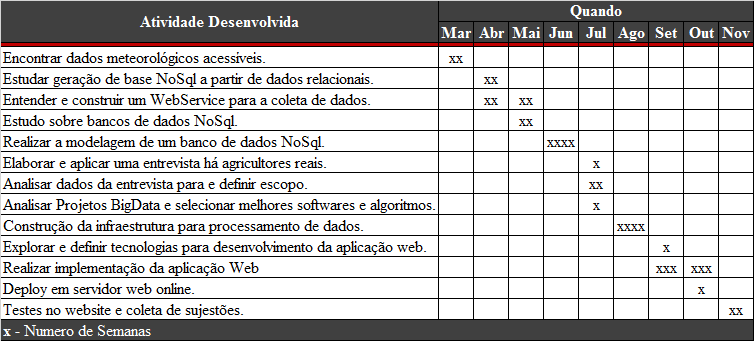 Atividade Desenvolvida Quando
Mar Abr Mai Jun Jul Ago Set Out Nov
Encontrar dados meteorológicos acessíveis. xx
Estudar geração de base NoSql a partir de dados relacionais. xx
Entender e construir um WebService para a coleta de dados. xx xx
Estudo sobre bancos de dados NoSql. xx
Realizar a modelagem de um banco de dados NoSql. xxxx
Elaborar e aplicar uma entrevista há agricultores reais. x
Analisar dados da entrevista para e definir escopo. xx
Analisar Projetos BigData e selecionar melhores softwares e algoritmos. x
Construção da infraestrutura para processamento de dados. xxxx
Explorar e definir tecnologias para desenvolvimento da aplicação web. x
Realizar implementação da aplicação Web xxx xxx
Deploy em servidor web online. x
Testes no website e coleta de sujestões. xx
x - Numero de Semanas